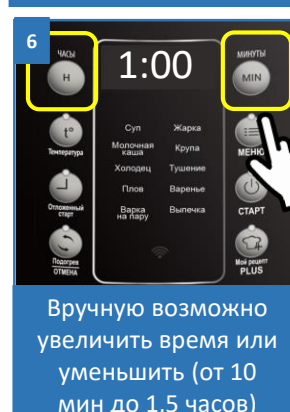 6
ЧАСЫ
H
1:00
МИНУТЫ
MIN
t°
Температура
Суп Жарка
МЕНЮ
Молочная каша Крупа
Холодец Тушение
Отложенный старт
Плов Варенье
СТАРТ
Варка на пару Выпечка
Подогрев
ОТМЕНА
Мой рецепт
PLUS
Вручную возможно
увеличить время или
уменьшить (от 10
мин до 1,5 часов)